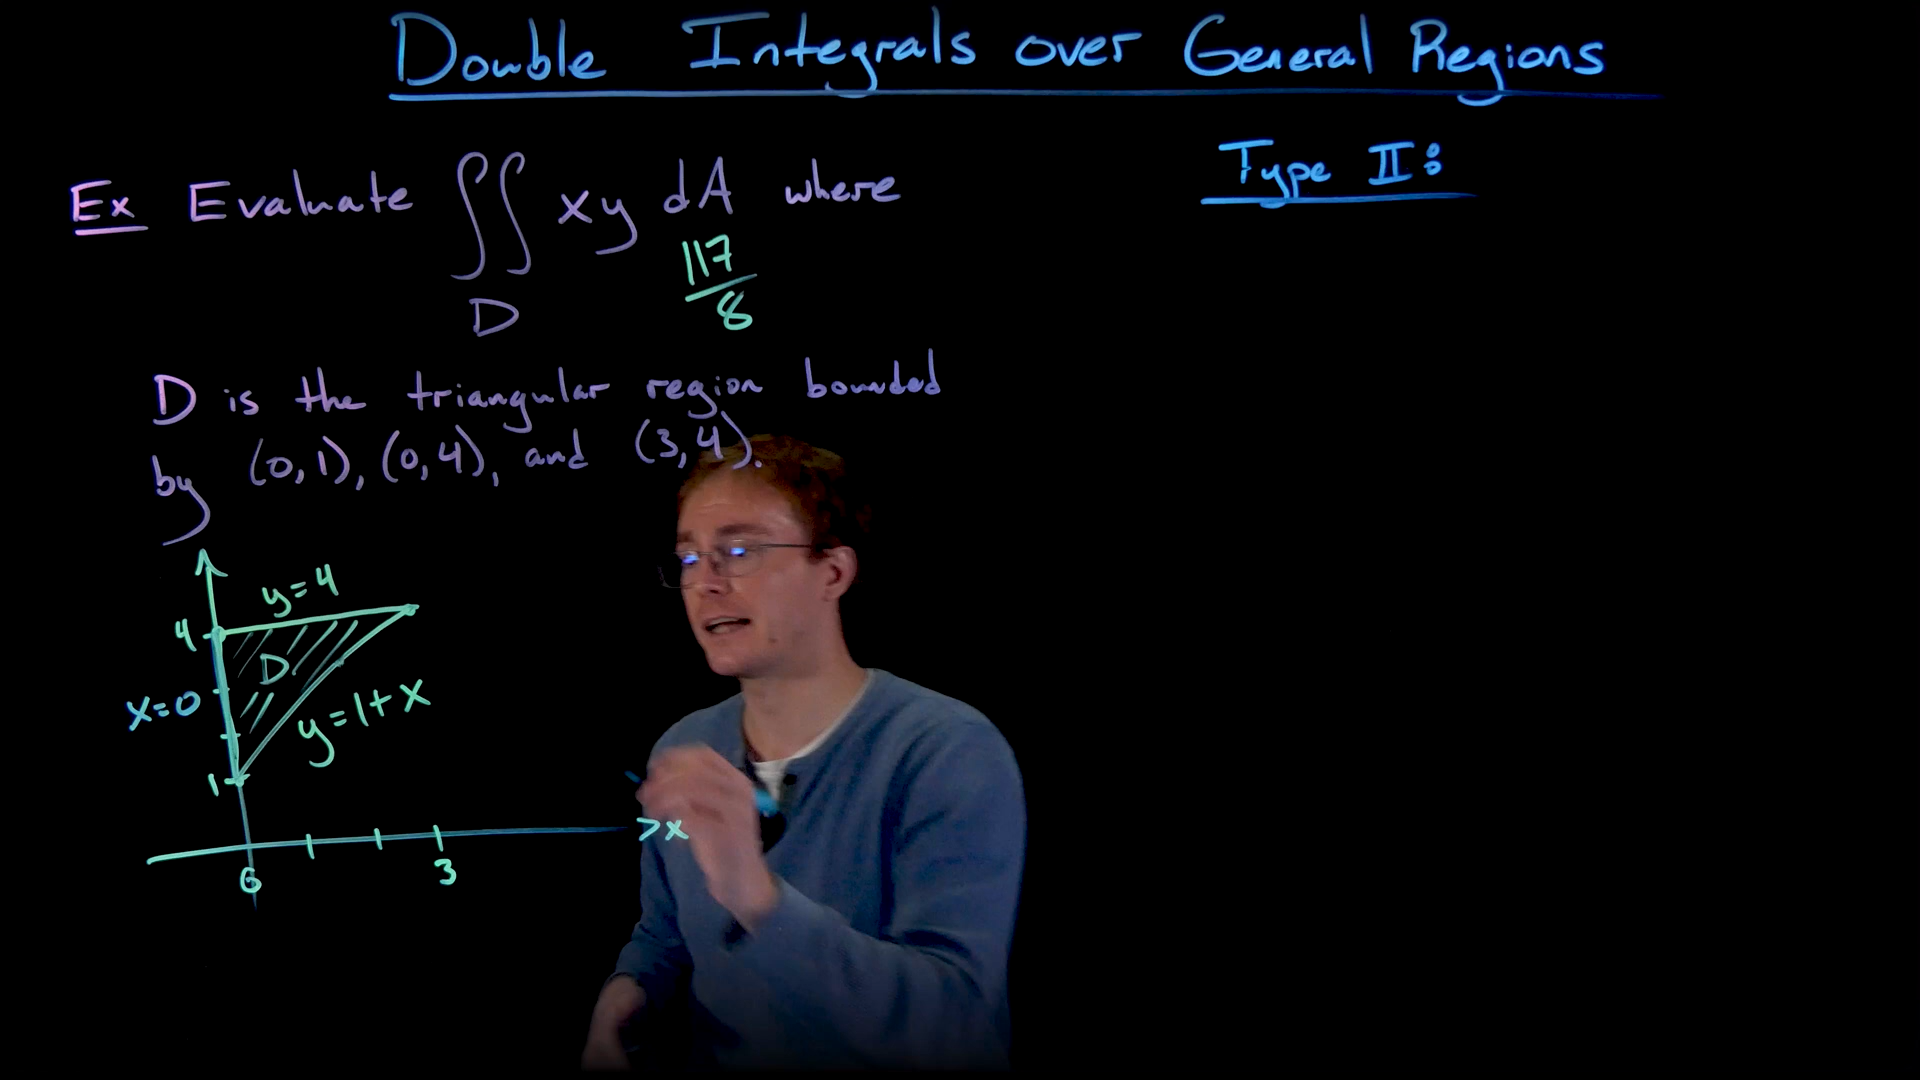 Double Integrals over General Regions
Ex Evaluate ∬ xy dA where
D
117/8
D is the triangular region bounded
by (0,1), (0,4), and (3,4).
Type II:
y=4
4
D
x=0
y=1+x
1
>x
0
3